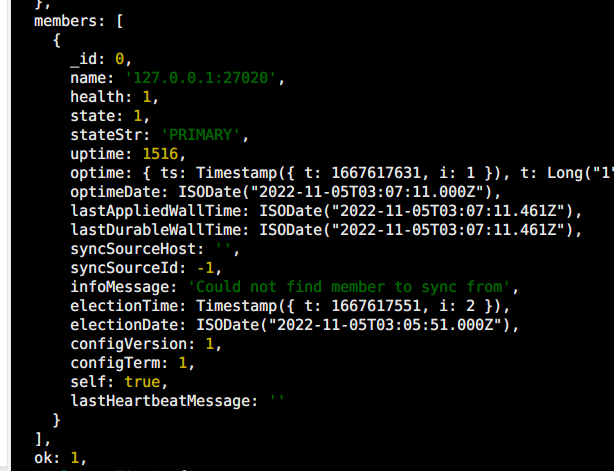 },
members: [
{
_id: 0,
name: '127.0.0.1:27020',
health: 1,
state: 1,
stateStr: 'PRIMARY',
uptime: 1516,
optime: { ts: Timestamp({ t: 1667617631, i: 1 }), t: Long("1"
optimeDate: ISODate("2022-11-05T03:07:11.000Z"),
lastAppliedWallTime: ISODate("2022-11-05T03:07:11.461Z"),
lastDurableWallTime: ISODate("2022-11-05T03:07:11.461Z"),
syncSourceHost: '',
syncSourceId: -1,
infoMessage: 'Could not find member to sync from',
electionTime: Timestamp({ t: 1667617551, i: 2 }),
electionDate: ISODate("2022-11-05T03:05:51.000Z"),
configVersion: 1,
configTerm: 1,
self: true,
lastHeartbeatMessage: ''
}
],
ok: 1,